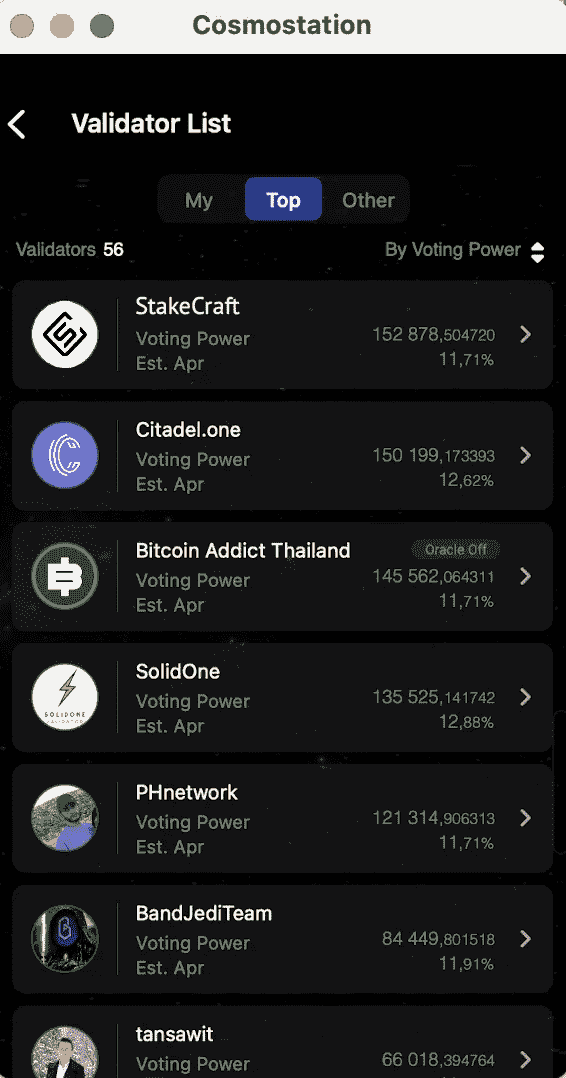 Cosmostation
Validator List
My Top Other
Validators 56 By Voting Power
StakeCraft
Voting Power 152 878,504720
Est. Apr 11,71%
Citadel.one
Voting Power 150 199,173393
Est. Apr 12,62%
Bitcoin Addict Thailand Oracle Off
Voting Power 145 562,064311
Est. Apr 11,71%
SolidOne
Voting Power 135 525,141742
Est. Apr 12,88%
SOLIDONE
VALIDATOR
PHnetwork
Voting Power 121 314,906313
Est. Apr 11,71%
BandJediTeam
Voting Power 84 449,801518
Est. Apr 11,91%
tansawit
Voting Power 66 018,394764